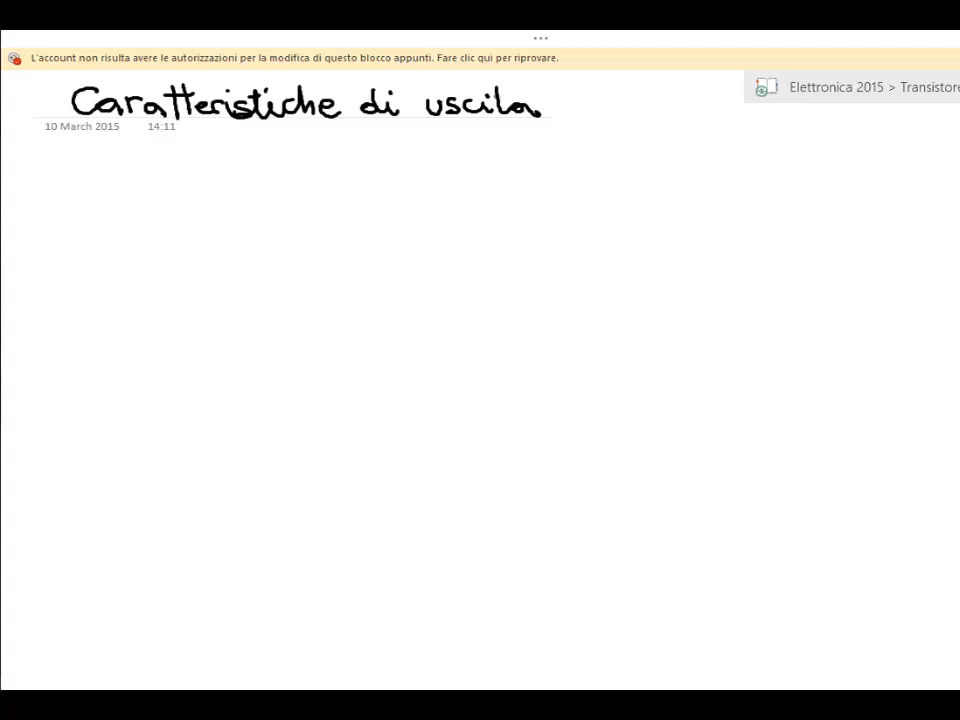 ...
L'account non risulta avere le autorizzazioni per la modifica di questo blocco appunti. Fare clic qui per riprovare.
Elettronica 2015 > Transistore
Caratteristiche di uscita
10 March 2015 14:11